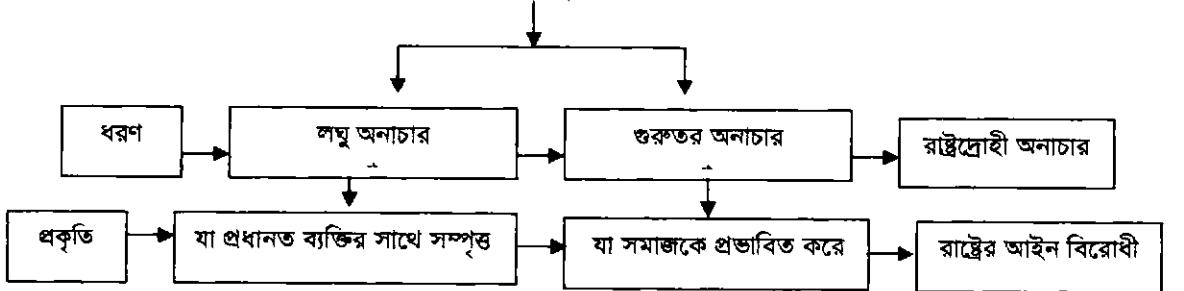 ধরণ লঘু অনাচার গুরুতর অনাচার রাষ্ট্রদ্রোহী অনাচার
প্রকৃতি যা প্রধানত ব্যক্তির সাথে সম্পৃক্ত যা সমাজকে প্রভাবিত করে রাষ্ট্রের আইন বিরোধী